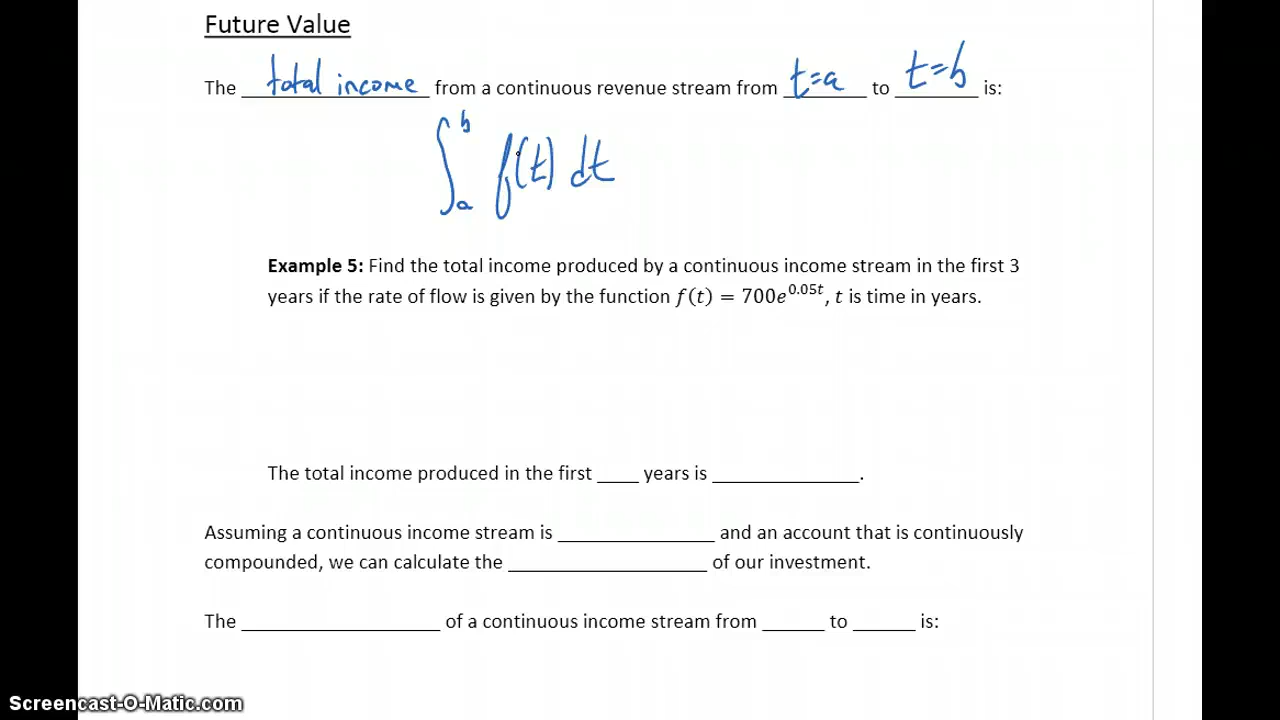 Future Value
The total income from a continuous revenue stream from t=a to t=b is:
∫_a^b f(t) dt
Example 5: Find the total income produced by a continuous income stream in the first 3
years if the rate of flow is given by the function f(t) = 700e^{0.05t}, t is time in years.
The total income produced in the first ____ years is ______________.
Assuming a continuous income stream is _______________ and an account that is continuously
compounded, we can calculate the ___________________ of our investment.
The ___________________ of a continuous income stream from ______ to ______ is:
Screencast-O-Matic.com